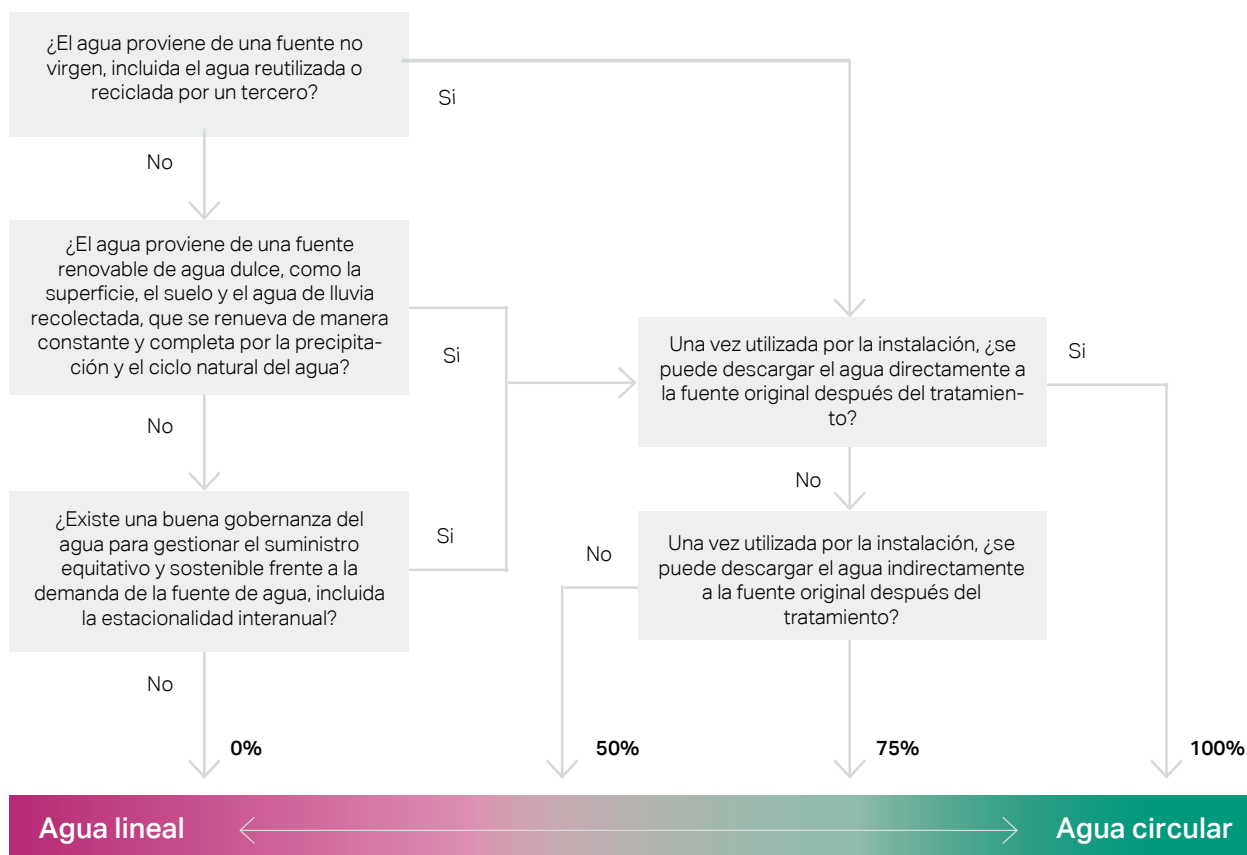 ¿El agua proviene de una fuente no
virgen, incluida el agua reutilizada o
reciclada por un tercero?
Si
No
¿El agua proviene de una fuente
renovable de agua dulce, como la
superficie, el suelo y el agua de lluvia
recolectada, que se renueva de manera
constante y completa por la precipita-
ción y el ciclo natural del agua?
Si
No
¿Existe una buena gobernanza del
agua para gestionar el suministro
equitativo y sostenible frente a la
demanda de la fuente de agua, incluida
la estacionalidad interanual?
Si
No
Una vez utilizada por la instalación, ¿se
puede descargar el agua directamente a
la fuente original después del tratamien-
to?
Si
No
Una vez utilizada por la instalación, ¿se
puede descargar el agua indirectamente
a la fuente original después del
tratamiento?
No
0%
50%
75%
100%
Agua lineal
Agua circular